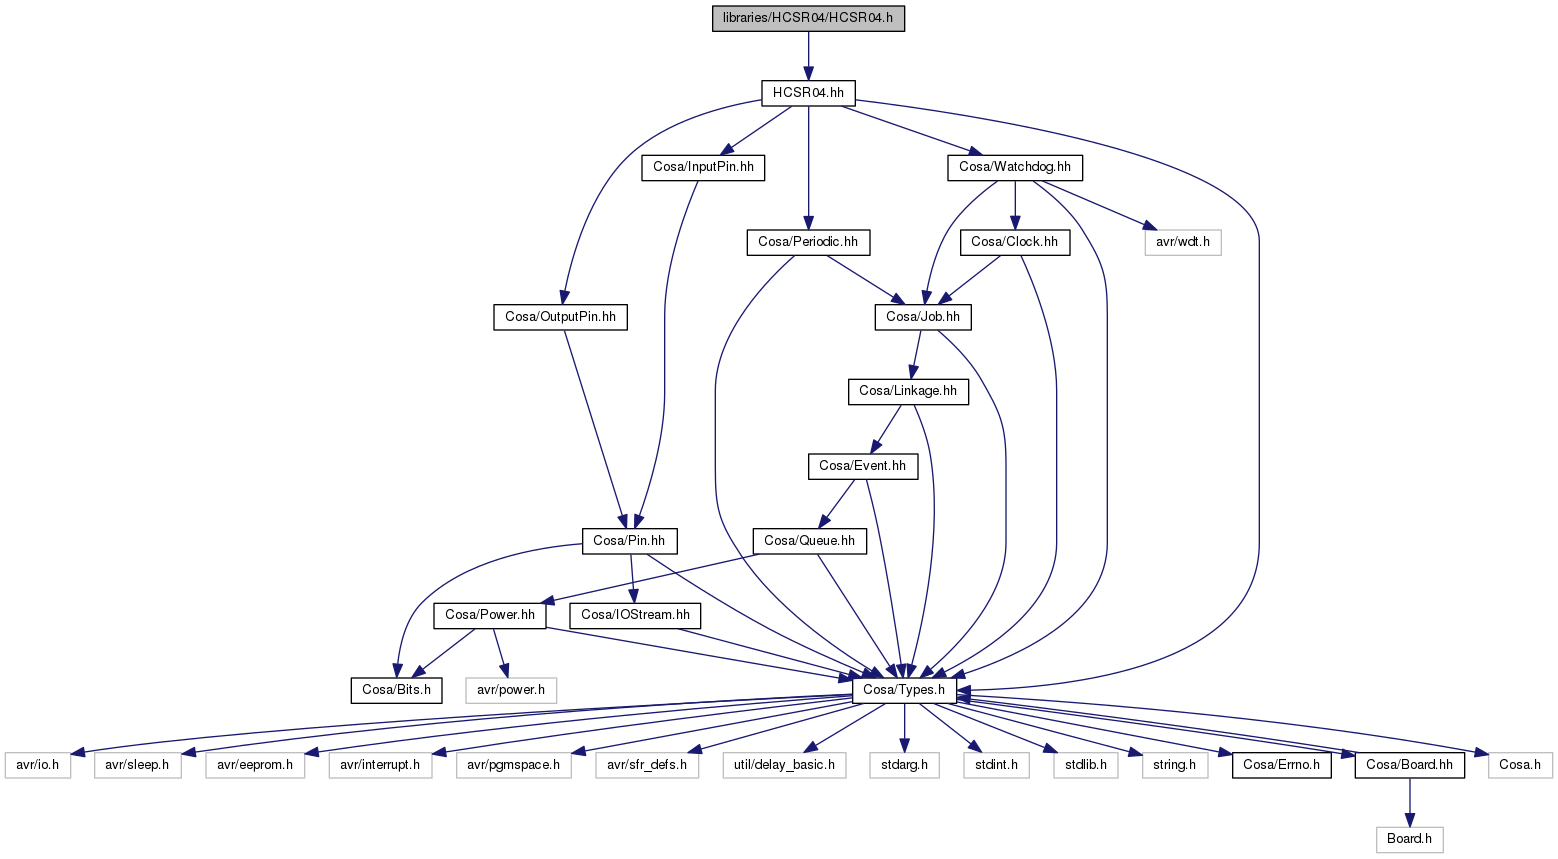 libraries/HCSR04/HCSR04.h
HCSR04.hh
Cosa/InputPin.hh
Cosa/Watchdog.hh
Cosa/Periodic.hh
Cosa/Clock.hh
avr/wdt.h
Cosa/OutputPin.hh
Cosa/Job.hh
Cosa/Linkage.hh
Cosa/Event.hh
Cosa/Pin.hh
Cosa/Queue.hh
Cosa/Power.hh
Cosa/IOStream.hh
Cosa/Bits.h
avr/power.h
Cosa/Types.h
avr/io.h
avr/sleep.h
avr/eeprom.h
avr/interrupt.h
avr/pgmspace.h
avr/sfr_defs.h
util/delay_basic.h
stdarg.h
stdint.h
stdlib.h
string.h
Cosa/Errno.h
Cosa/Board.hh
Cosa.h
Board.h